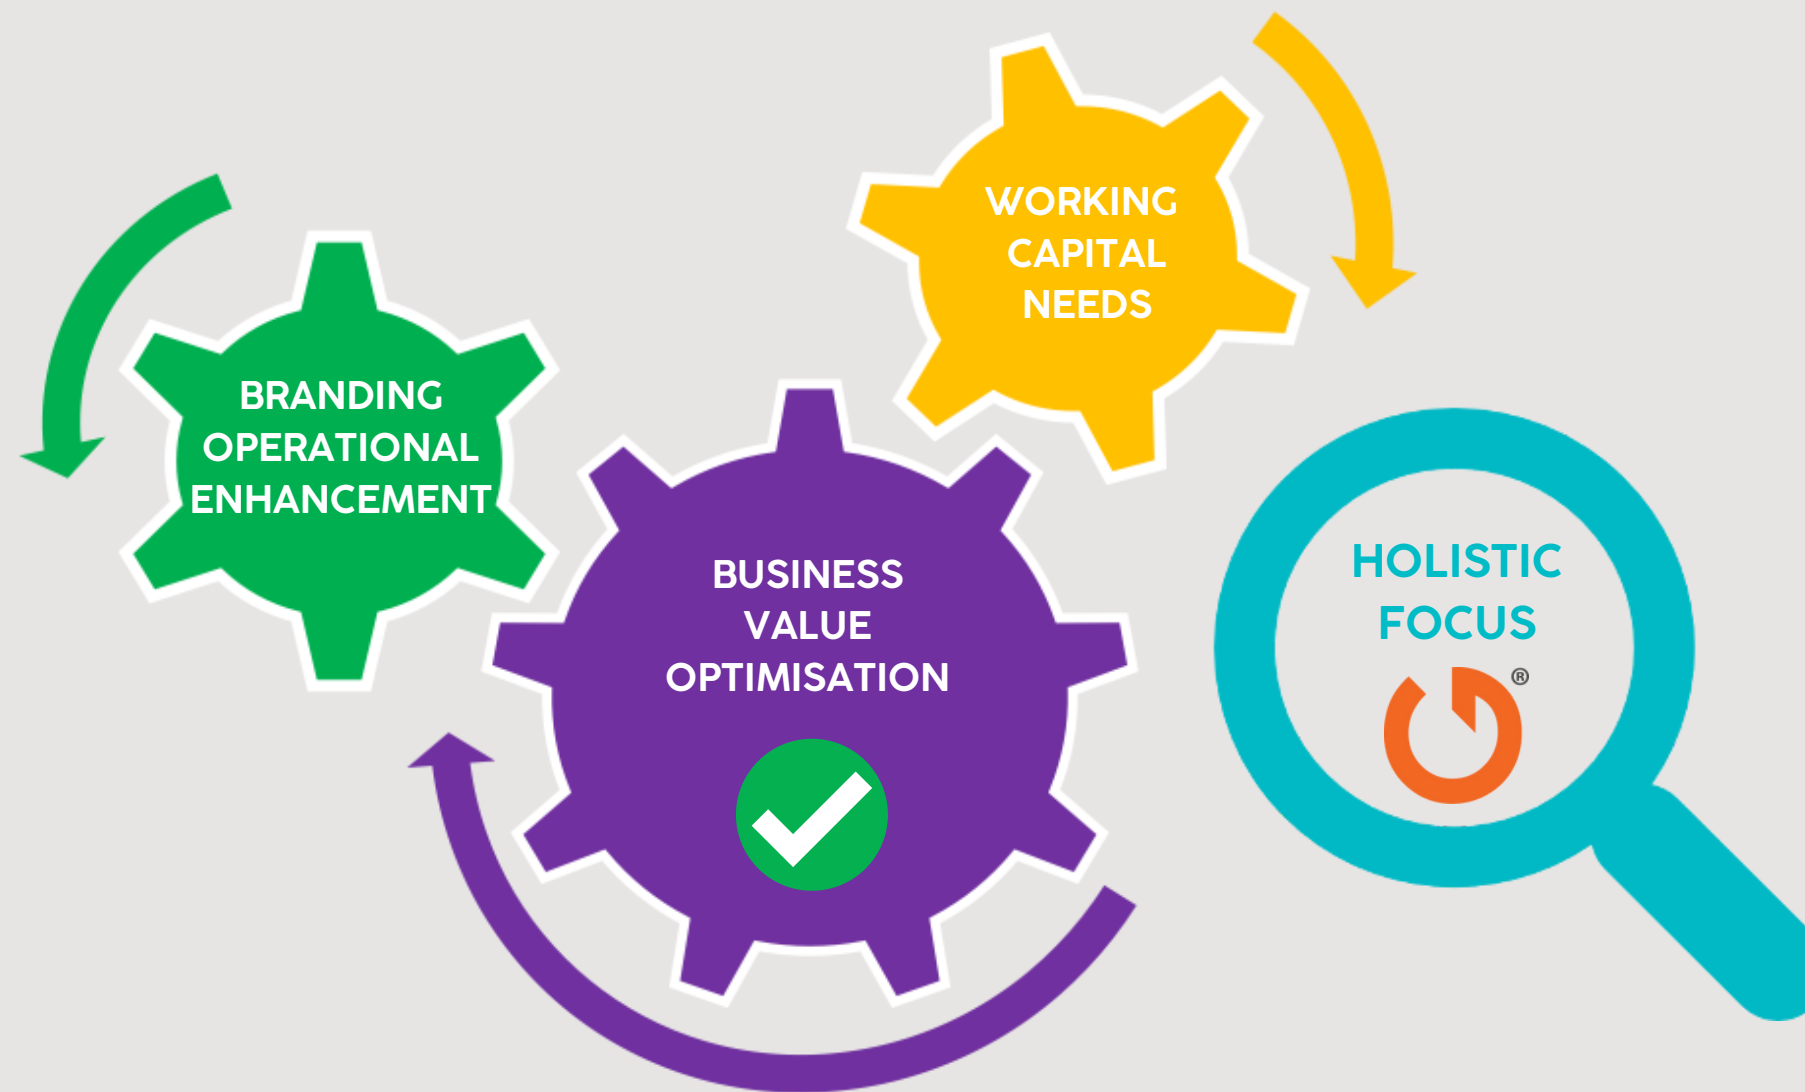 WORKING
CAPITAL
NEEDS
BRANDING
OPERATIONAL
ENHANCEMENT
BUSINESS
VALUE
OPTIMISATION
HOLISTIC
FOCUS
®